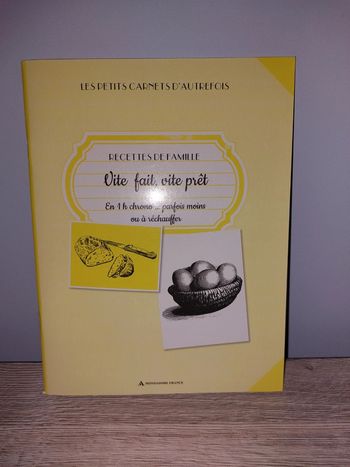 LES PETITS CARNETS D'AUTREFOIS
RECETTES DE FAMILLE
Vite fait, vite prêt
En 1 h chrono ... parfois moins
ou à réchauffer
MONDADORI FRANCE